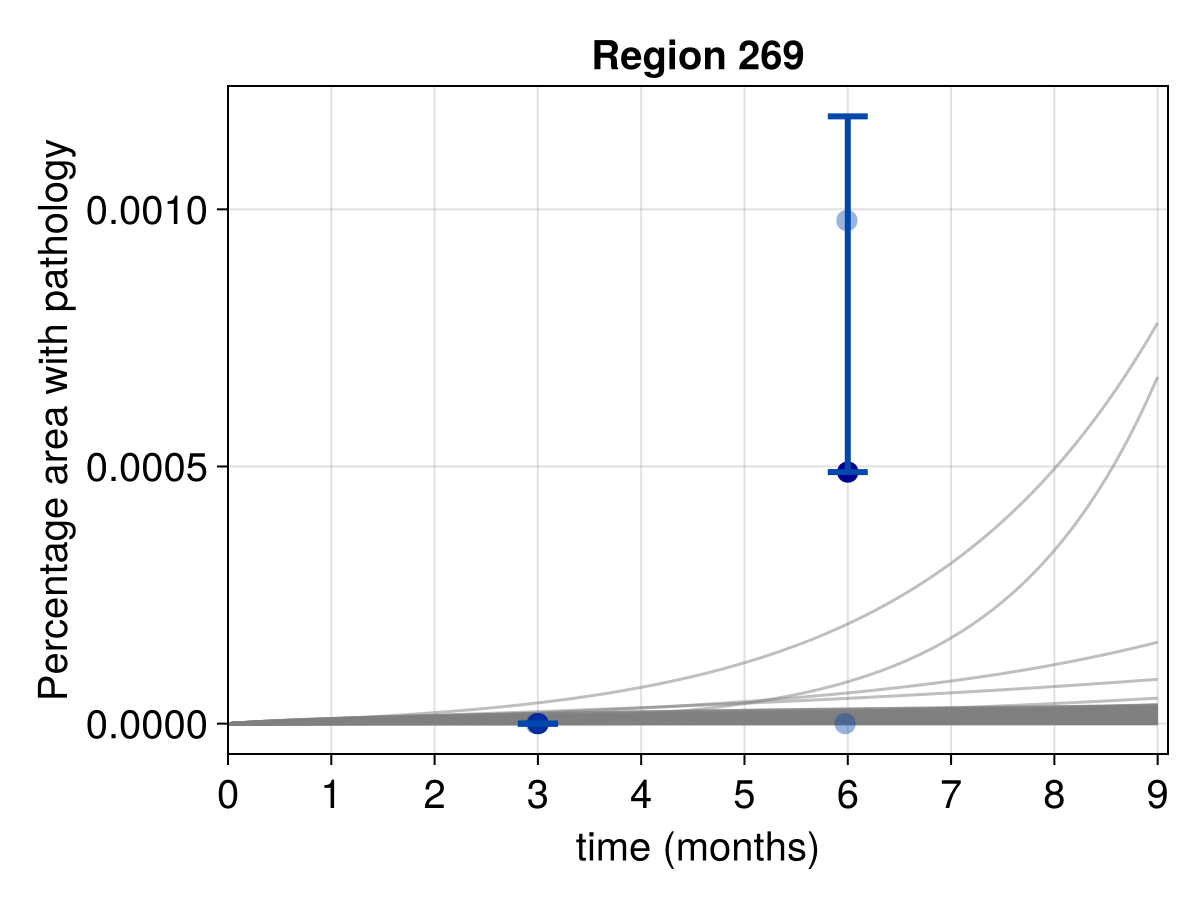 Region 269
Percentage area with pathology
0.0010
0.0005
0.0000
0 1 2 3 4 5 6 7 8 9
time (months)